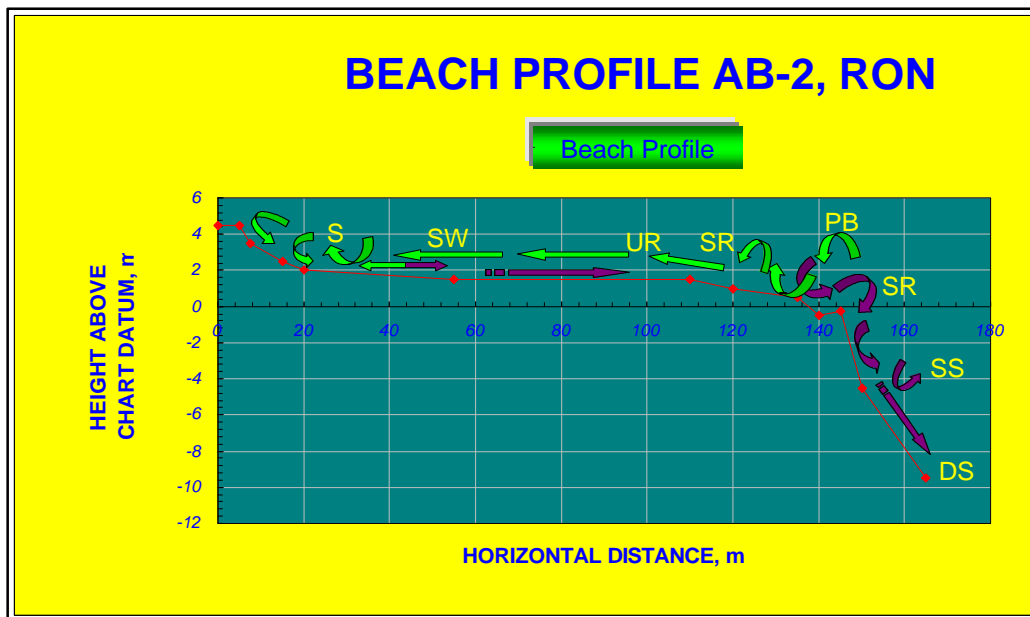 BEACH PROFILE AB-2, RON
Beach Profile
6
4
2
0
-2
-4
-6
-8
-10
-12
0
20
40
60
80
100
120
140
160
180
S
SW
UR
SR
PB
SR
SS
DS
HEIGHT ABOVE
CHART DATUM, m
HORIZONTAL DISTANCE, m